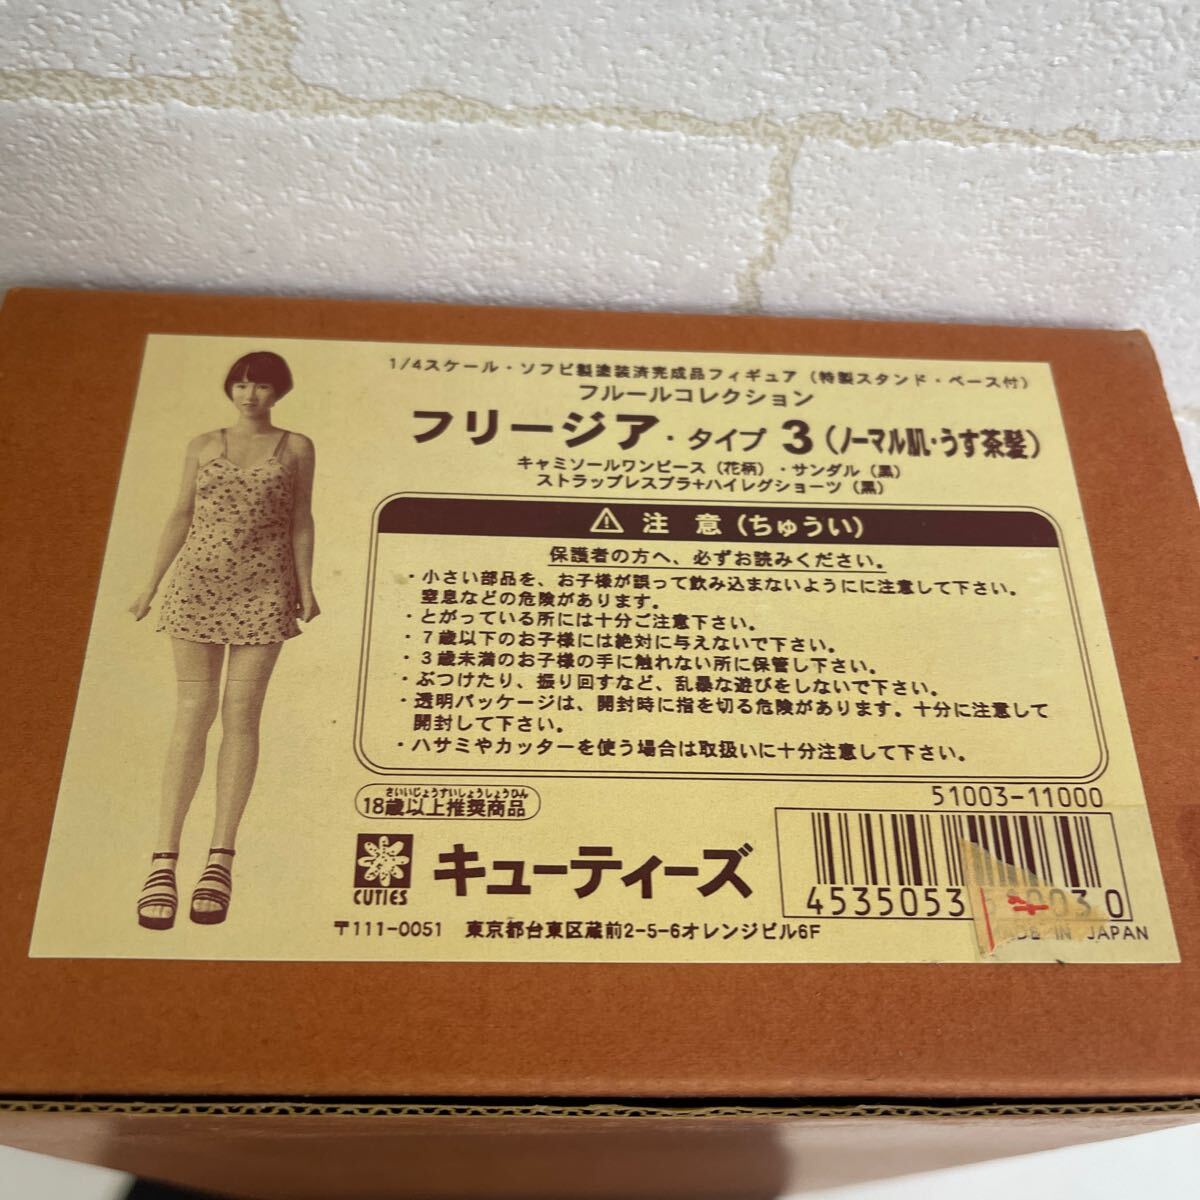 1/4スケール・ソフビ製塗装済完成品フィギュア（特製スタンド・ベース付）
フルールコレクション
フリージア・タイプ 3（ノーマル肌・うす茶髪）
キャミソールワンピース（花柄）・サンダル（黒）
ストラップレスブラ+ハイレグショーツ（黒）
⚠ 注 意（ちゅうい）
保護者の方へ、必ずお読みください。
・小さい部品を、お子様が誤って飲み込まないようにに注意して下さい。
窒息などの危険があります。
・とがっている所には十分ご注意下さい。
・７歳以下のお子様には絶対に与えないで下さい。
・３歳未満のお子様の手に触れない所に保管し下さい。
・ぶつけたり、振り回すなど、乱暴な遊びをしないで下さい。
・透明パッケージは、開封時に指を切る危険があります。十分に注意して
開封して下さい。
・ハサミやカッターを使う場合は取扱いに十分注意して下さい。
18歳以上推奨商品
51003-11000
CUTIES
キューティーズ
4535053
030
〒111-0051 東京都台東区蔵前2-5-6オレンジビル6F
MADE IN JAPAN